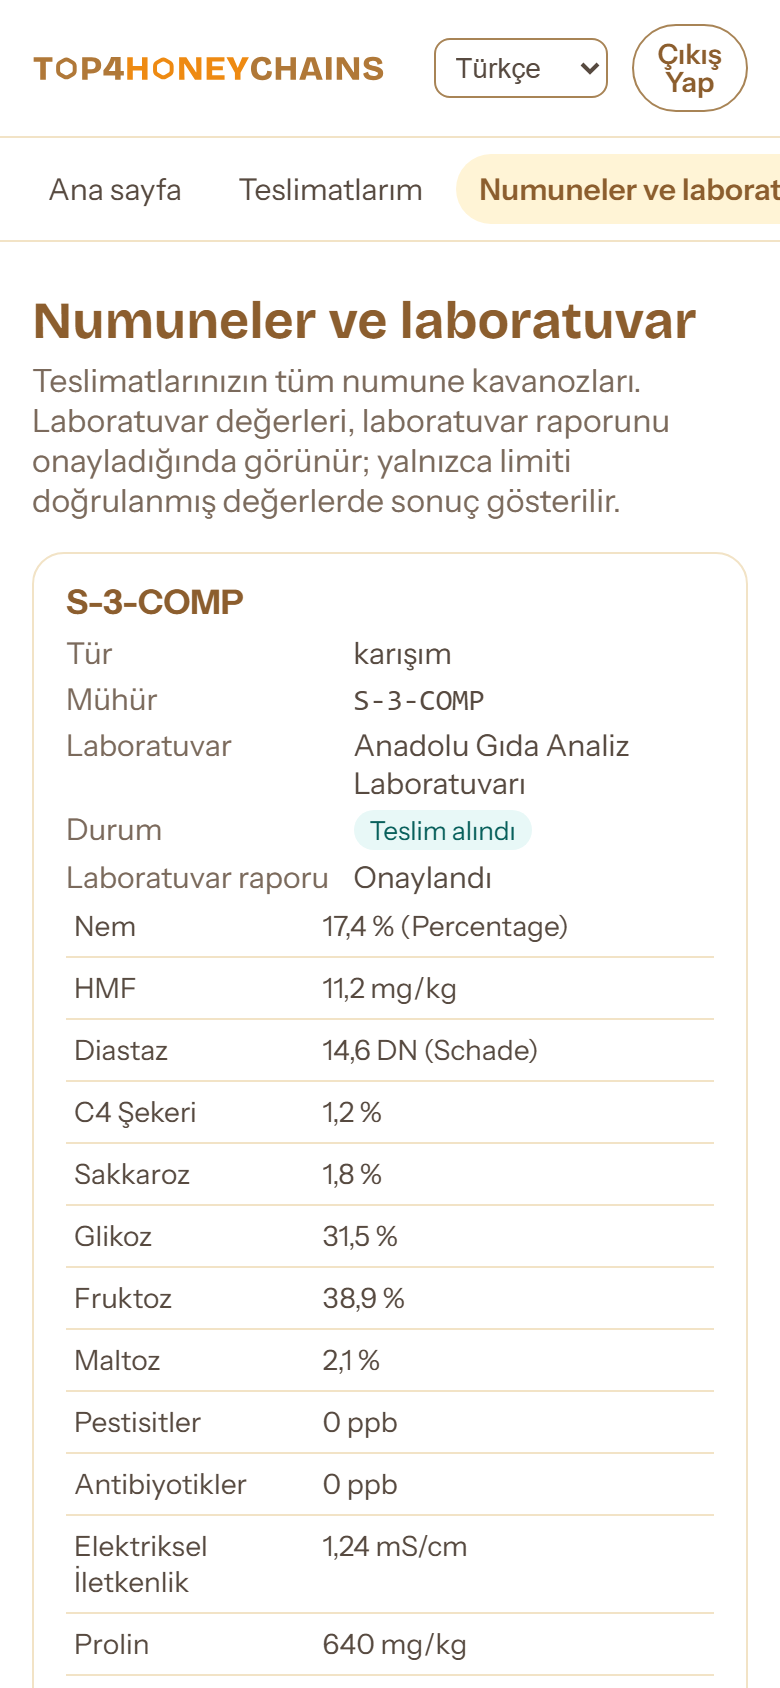 TOP4HONEYCHAINS
Türkçe
Çıkış
Yap
Ana sayfa
Teslimatlarım
Numuneler ve laborat
Numuneler ve laboratuvar
Teslimatlarınızın tüm numune kavanozları.
Laboratuvar değerleri, laboratuvar raporunu
onayladığında görünür; yalnızca limiti
doğrulanmış değerlerde sonuç gösterilir.
S-3-COMP
Tür karışım
Mühür S-3-COMP
Laboratuvar Anadolu Gıda Analiz
Laboratuvarı
Durum Teslim alındı
Laboratuvar raporu Onaylandı
Nem 17,4 % (Percentage)
HMF 11,2 mg/kg
Diastaz 14,6 DN (Schade)
C4 Şekeri 1,2 %
Sakkaroz 1,8 %
Glikoz 31,5 %
Fruktoz 38,9 %
Maltoz 2,1 %
Pestisitler 0 ppb
Antibiyotikler 0 ppb
Elektriksel 1,24 mS/cm
İletkenlik
Prolin 640 mg/kg